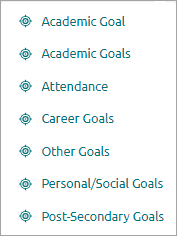 Academic Goal
Academic Goals
Attendance
Career Goals
Other Goals
Personal/Social Goals
Post-Secondary Goals